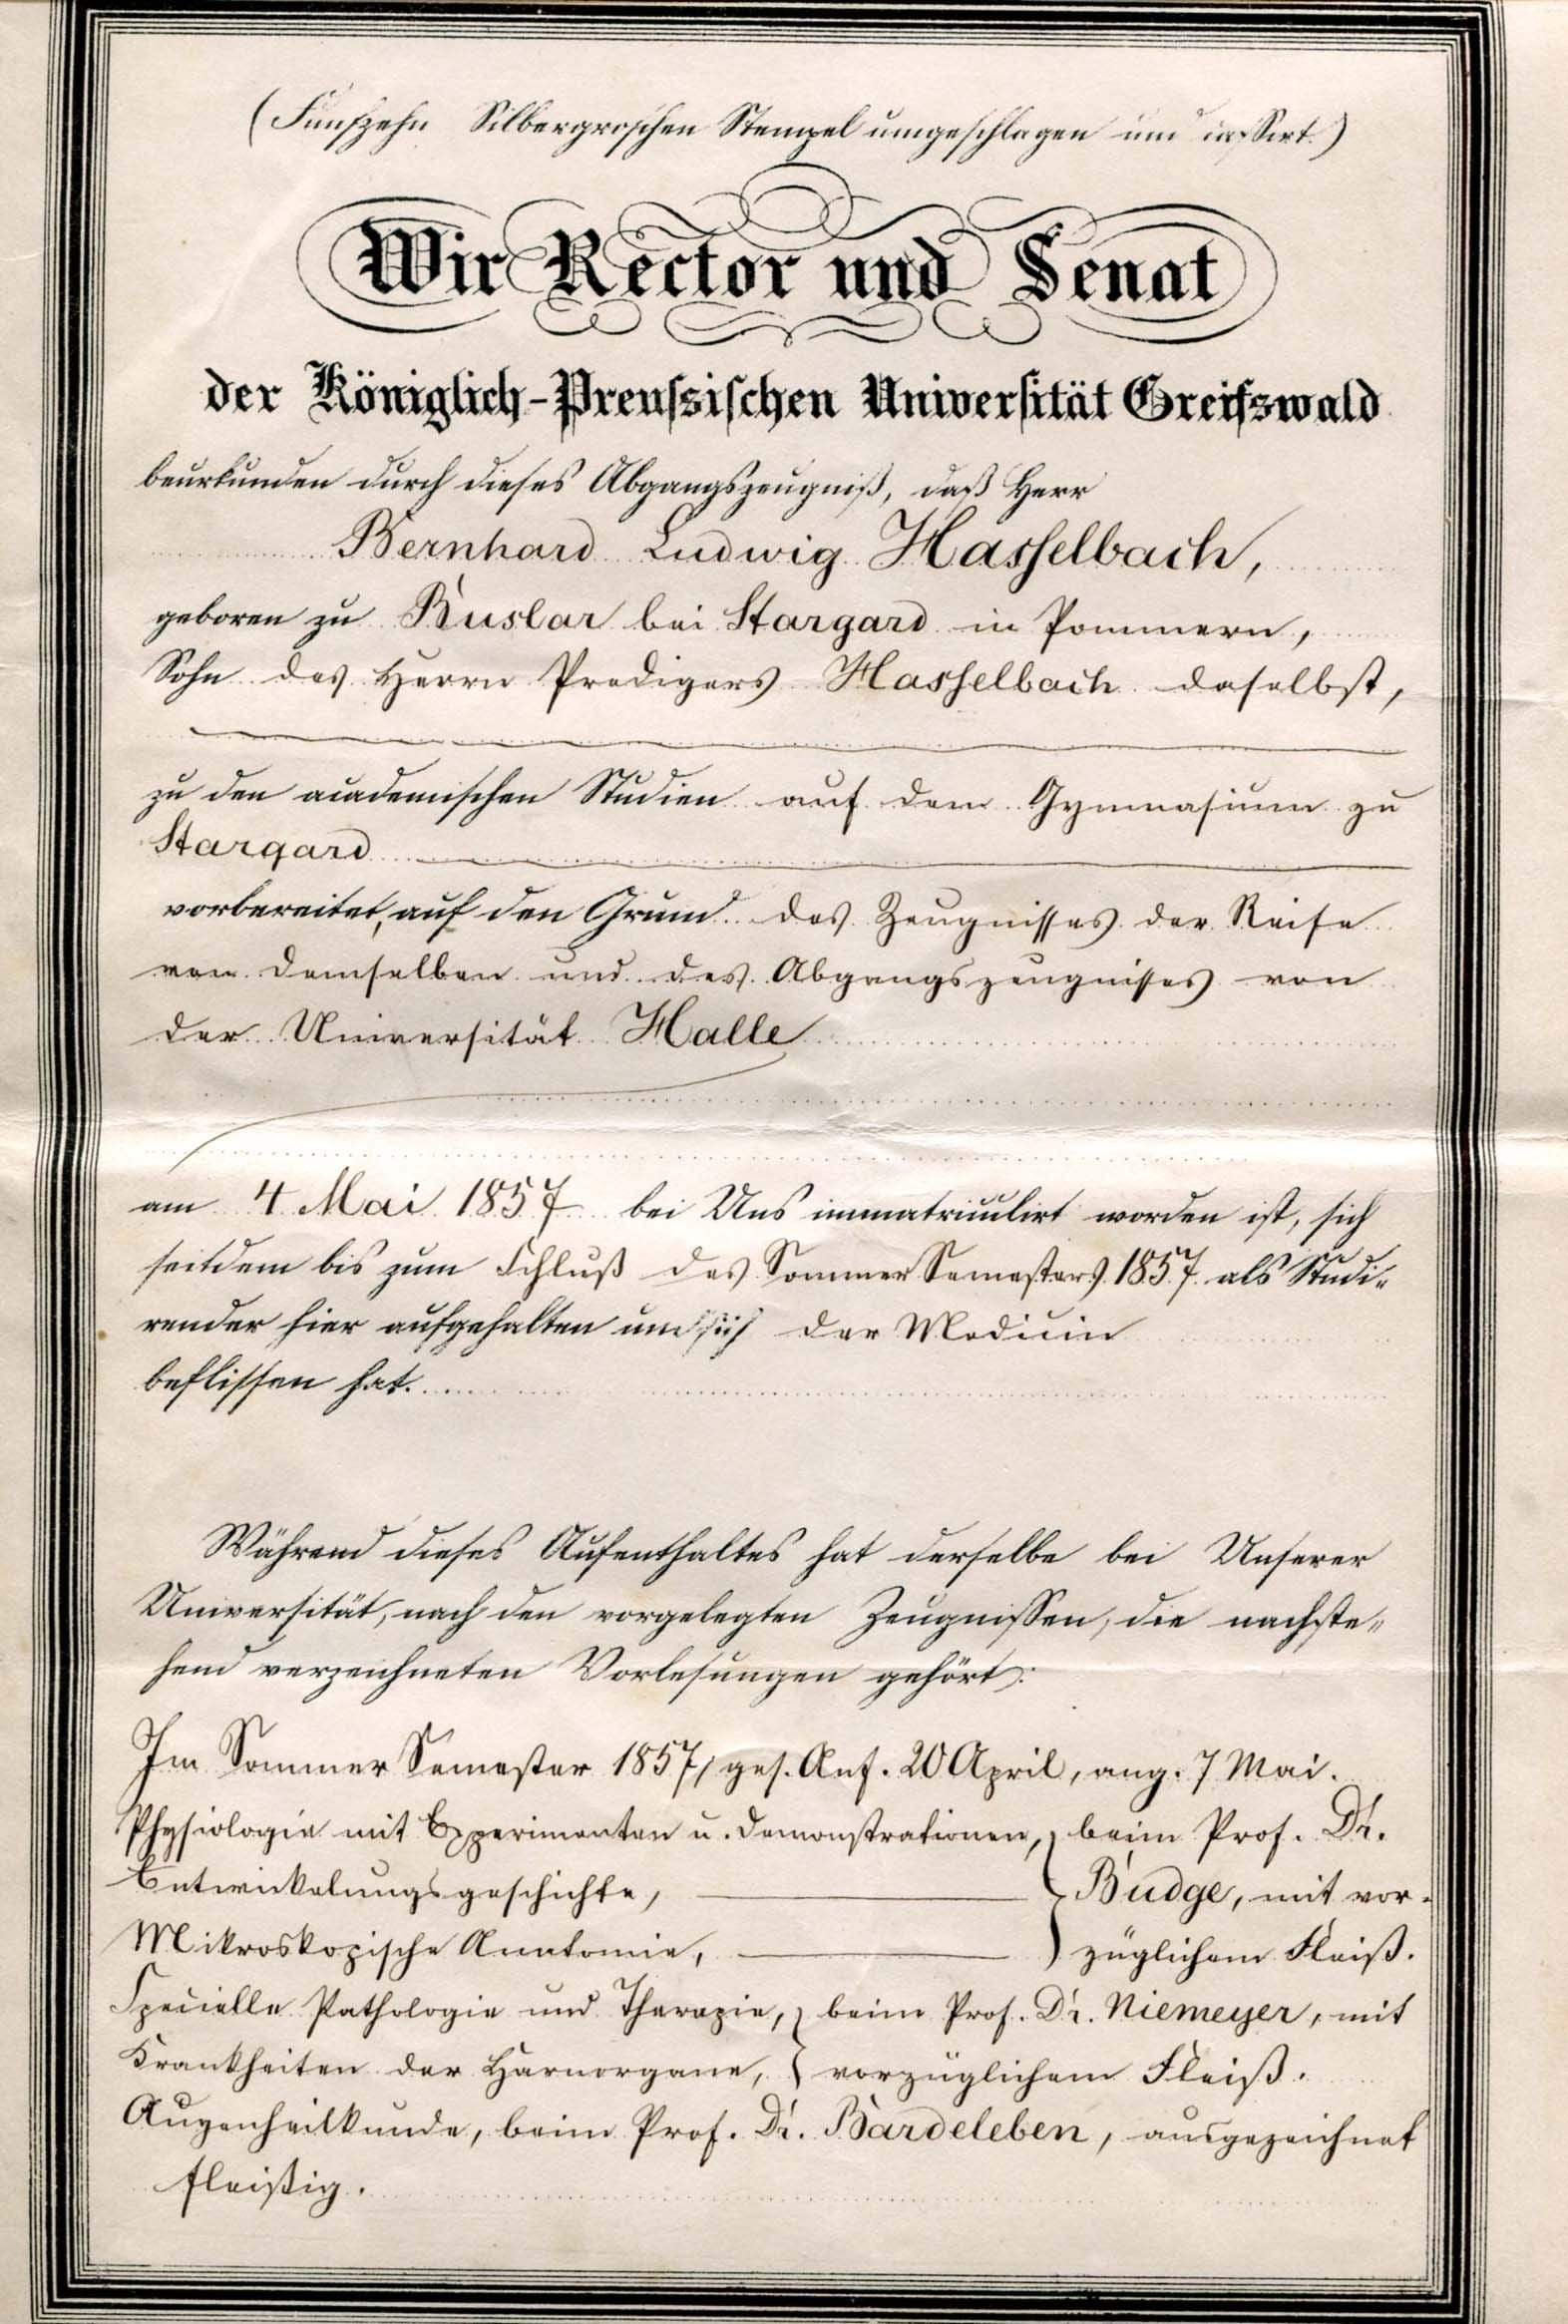 (Funfzehn Silbergroschen Stempel umgeschlagen und cassirt.)
Wir Rector und Senat
der Königlich-Preussischen Universität Greifswald
beurkunden durch dieses Abgangszeugniß, daß Herr
Bernhard Ludwig Hasselbach,
geboren zu Buslar bei Stargard in Pommern,
Sohn des Herrn Predigers Hasselbach daselbst,
zu den academischen Studien auf dem Gymnasium zu
Stargard
vorbereitet, auf den Grund des Zeugnisses der Reife
von demselben und des Abgangszeugnisses von
der Universität Halle
am 4 Mai 1857 bei Uns immatriculirt worden ist, sich
seitdem bis zum Schluß des Sommer Semesters 1857 als Studi-
render hier aufgehalten und sich der Medicin
beflissen hat.
Während dieses Aufenthaltes hat derselbe bei Unserer
Universität, nach den vorgelegten Zeugnissen, die nachste-
hend verzeichneten Vorlesungen gehört:
Im Sommer Semester 1857, ges. Anf. 20 April, ang. 7 Mai.
Physiologie mit Experimenten u. Demonstrationen, beim Prof. Dr.
Entwickelungsgeschichte, Budge, mit vor-
Mikroskopische Anatomie, züglichem Fleiß.
Specielle Pathologie und Therapie, beim Prof. Dr. Niemeyer, mit
Krankheiten der Harnorgane, vorzüglichem Fleiß.
Augenheilkunde, beim Prof. Dr. Bardeleben, ausgezeichnet
fleißig.